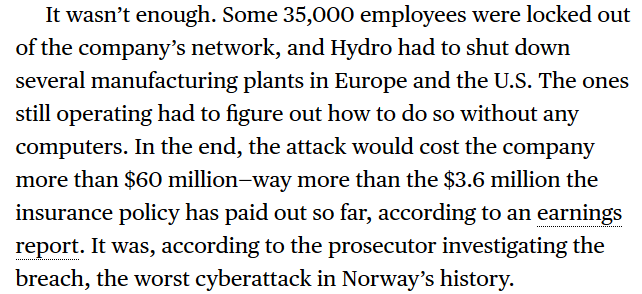 It wasn’t enough. Some 35,000 employees were locked out
of the company’s network, and Hydro had to shut down
several manufacturing plants in Europe and the U.S. The ones
still operating had to figure out how to do so without any
computers. In the end, the attack would cost the company
more than $60 million—way more than the $3.6 million the
insurance policy has paid out so far, according to an earnings
report. It was, according to the prosecutor investigating the
breach, the worst cyberattack in Norway’s history.